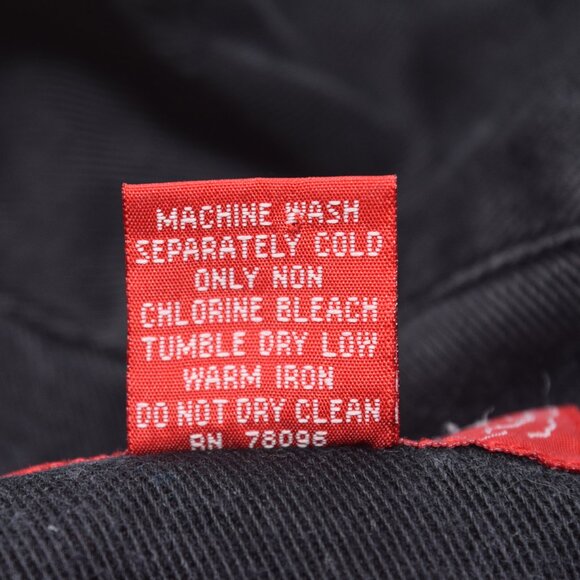 MACHINE WASH
SEPARATELY COLD
ONLY NON
CHLORINE BLEACH
TUMBLE DRY LOW
WARM IRON
DO NOT DRY CLEAN
RN 78096